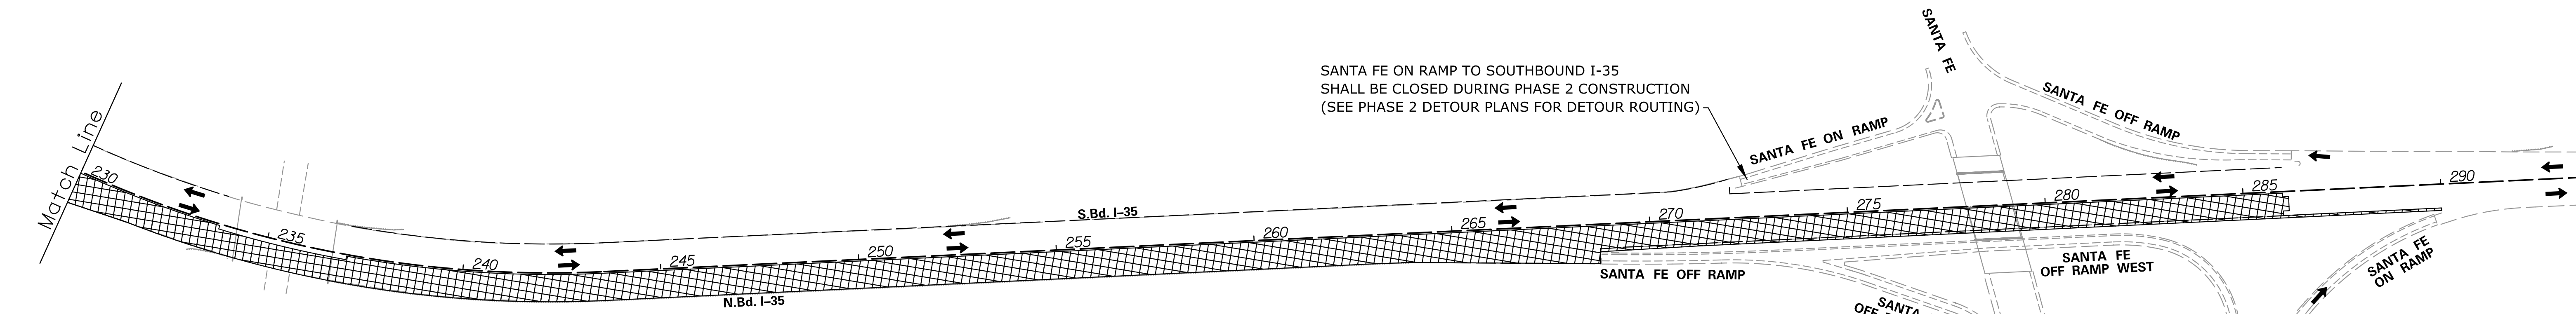 SANTA FE
SANTA FE ON RAMP TO SOUTHBOUND I-35
SHALL BE CLOSED DURING PHASE 2 CONSTRUCTION
(SEE PHASE 2 DETOUR PLANS FOR DETOUR ROUTING)
SANTA FE OFF RAMP
SANTA FE ON RAMP
Match Line
230
235
240
245
250
255
260
265
270
275
280
285
290
S.Bd. I–35
N.Bd. I–35
SANTA FE OFF RAMP
SANTA FE
OFF RAMP WEST
SANTA FE
ON RAMP
SANTA
OFF